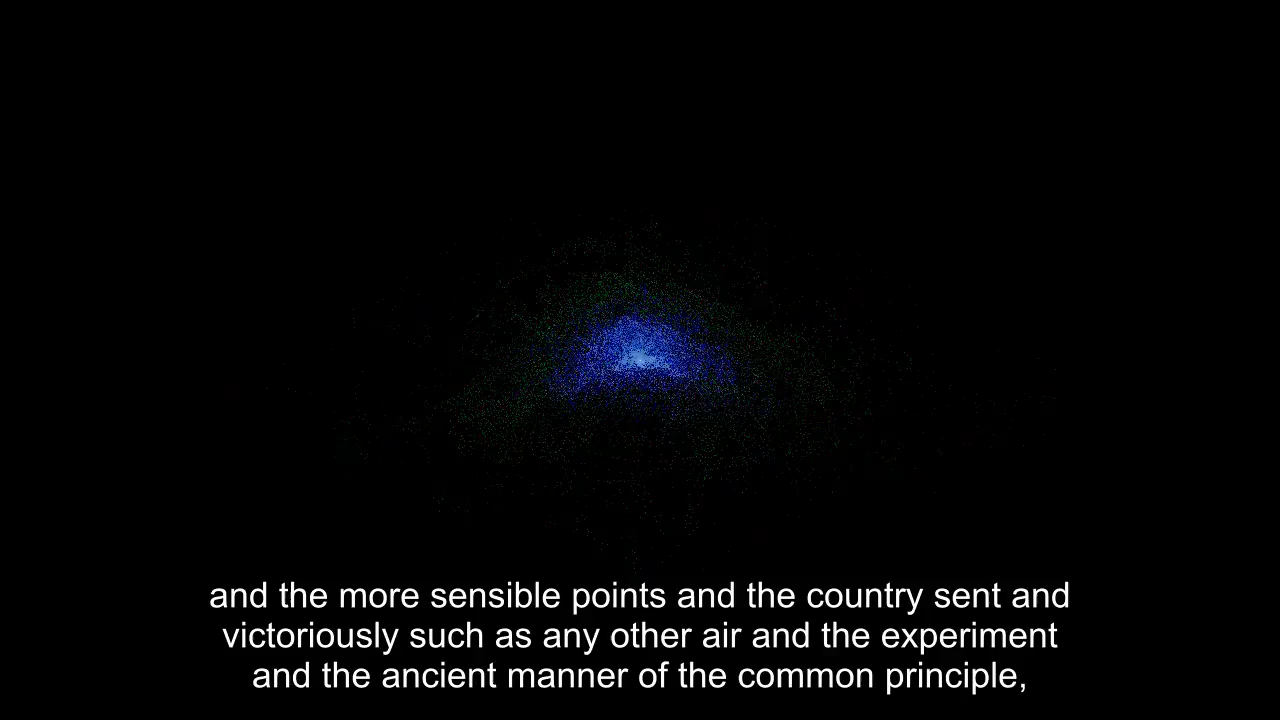 and the more sensible points and the country sent and
victoriously such as any other air and the experiment
and the ancient manner of the common principle,